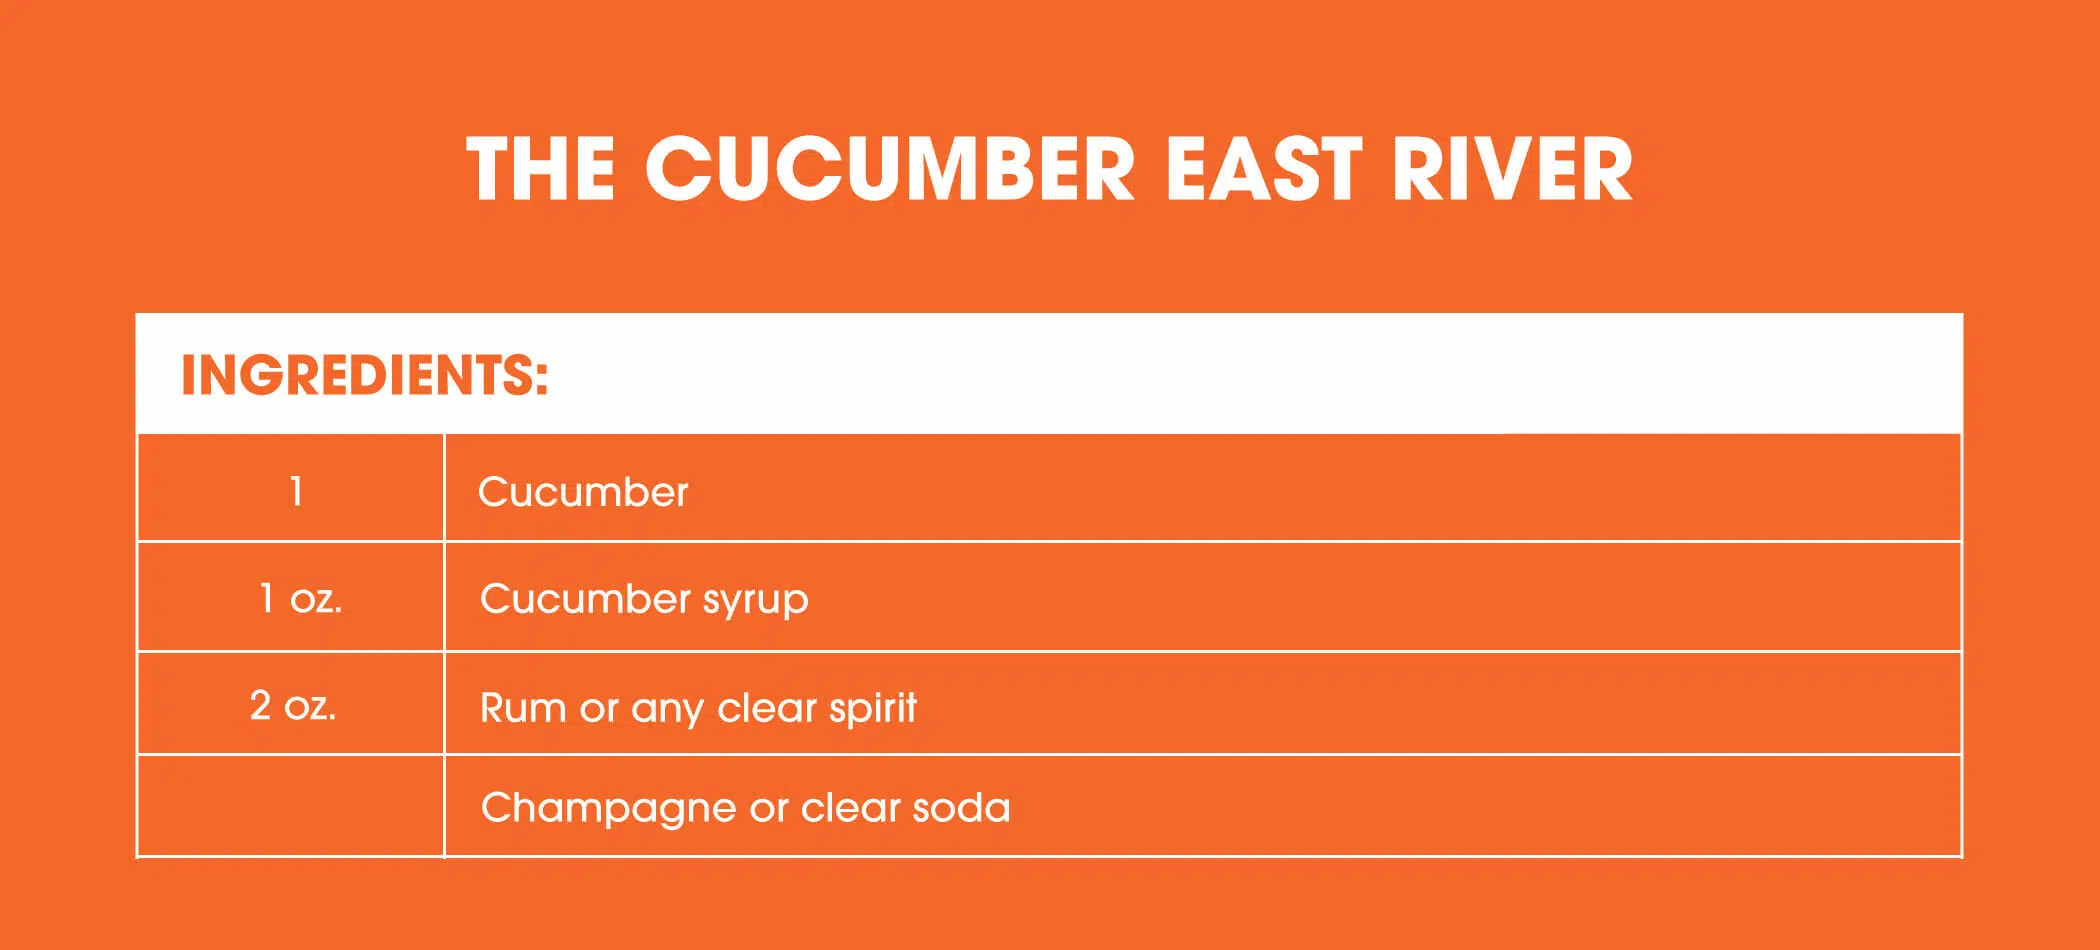 THE CUCUMBER EAST RIVER
INGREDIENTS:
1 Cucumber
1 oz. Cucumber syrup
2 oz. Rum or any clear spirit
Champagne or clear soda